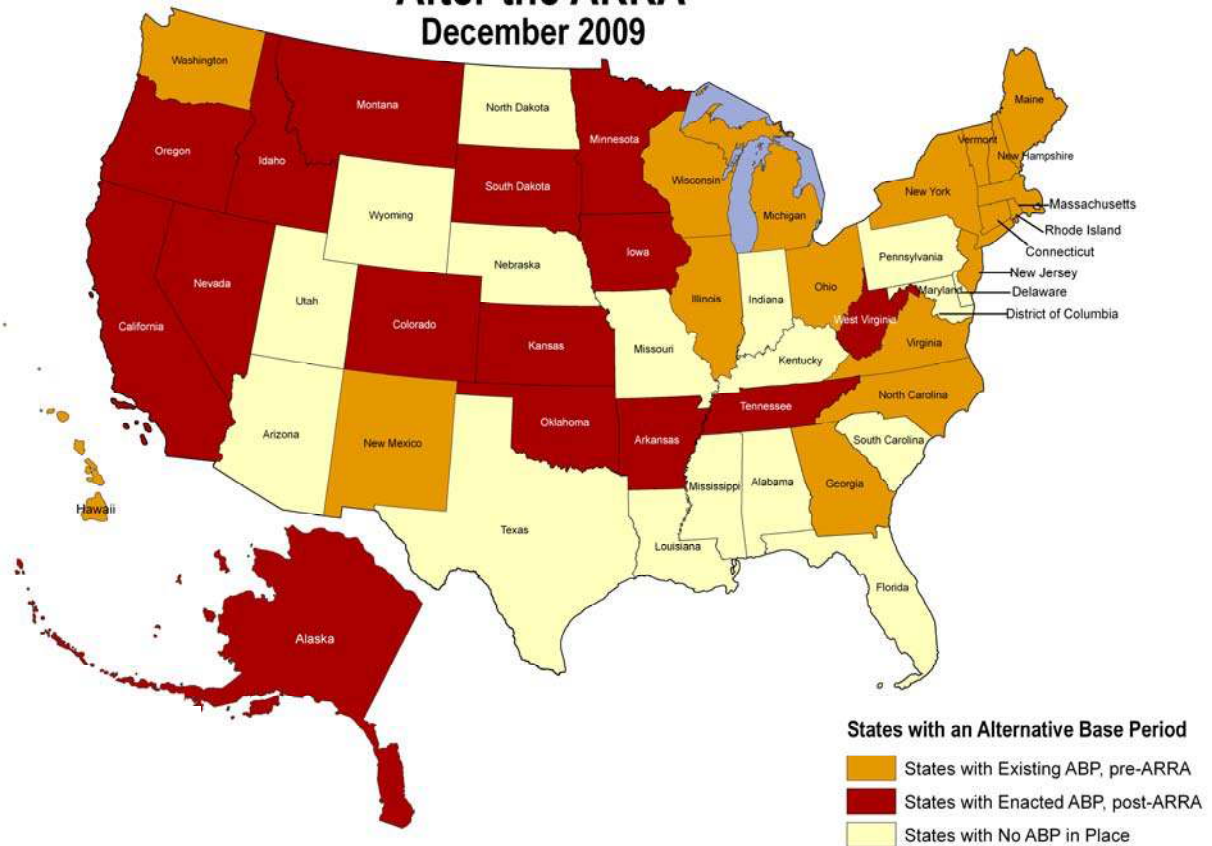 After the ARRA
December 2009
Washington
Montana
North Dakota
Minnesota
Maine
Vermont
New Hampshire
Oregon
Idaho
South Dakota
Wisconsin
Michigan
New York
Massachusetts
Rhode Island
Connecticut
Wyoming
Iowa
Nebraska
Pennsylvania
New Jersey
Nevada
Utah
Illinois
Indiana
Ohio
Maryland
Delaware
District of Columbia
California
Colorado
Kansas
Missouri
West Virginia
Virginia
Kentucky
Arizona
New Mexico
Oklahoma
Arkansas
Tennessee
North Carolina
South Carolina
Hawaii
Texas
Louisiana
Mississippi
Alabama
Georgia
Florida
Alaska
States with an Alternative Base Period
States with Existing ABP, pre-ARRA
States with Enacted ABP, post-ARRA
States with No ABP in Place